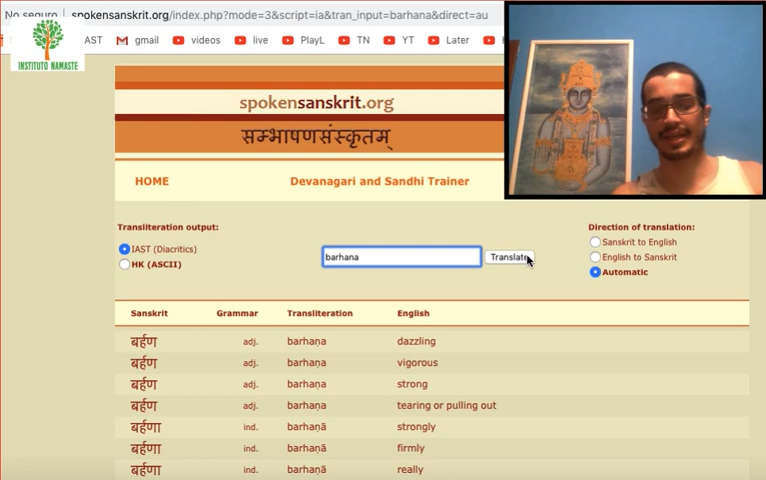 No seguro spokensanskrit.org/index.php?mode=3&script=ia&tran_input=barhana&direct=au
AST gmail videos live PlayL TN YT Later
INSTITUTO NAMASTE
spokensanskrit.org
सम्भाषणसंस्कृतम्
HOME Devanagari and Sandhi Trainer
Transliteration output: Direction of translation:
IAST (Diacritics) barhana Translate Sanskrit to English
HK (ASCII) English to Sanskrit
Automatic
Sanskrit Grammar Transliteration English
बर्हण adj. barhaṇa dazzling
बर्हण adj. barhaṇa vigorous
बर्हण adj. barhaṇa strong
बर्हण adj. barhaṇa tearing or pulling out
बर्हणा ind. barhaṇā strongly
बर्हणा ind. barhaṇā firmly
बर्हणा ind. barhaṇā really